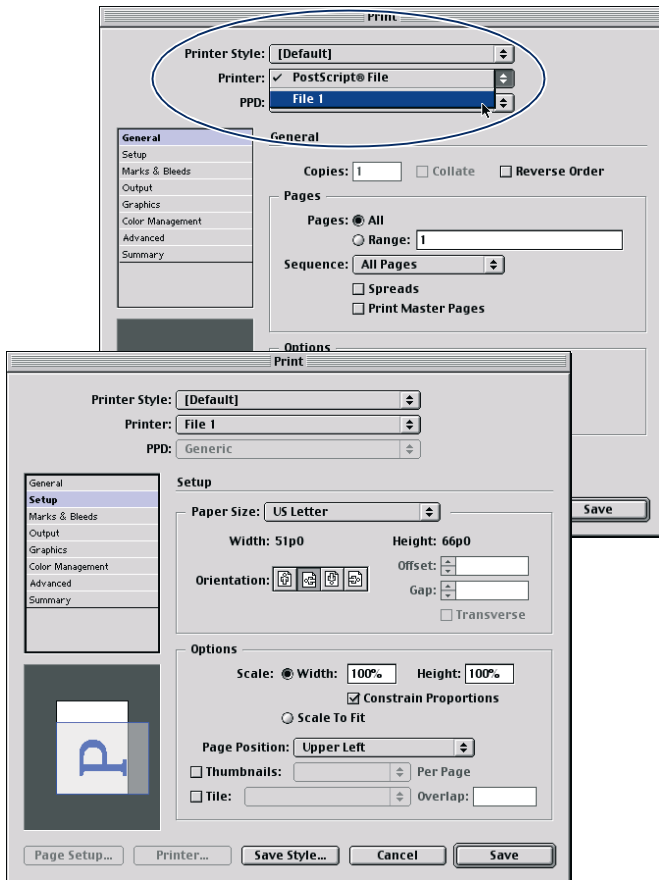 Print
Printer Style: [Default]
Printer: ✓ PostScript® File
File 1
PPD:
General
Setup
Marks & Bleeds
Output
Graphics
Color Management
Advanced
Summary
General
Copies: 1 Collate Reverse Order
Pages
Pages: All
Range: 1
Sequence: All Pages
Spreads
Print Master Pages
Options
Save
Print
Printer Style: [Default]
Printer: File 1
PPD: Generic
General
Setup
Marks & Bleeds
Output
Graphics
Color Management
Advanced
Summary
Setup
Paper Size: US Letter
Width: 51p0 Height: 66p0
Orientation:
Offset:
Gap:
Transverse
Options
Scale: Width: 100% Height: 100%
Constrain Proportions
Scale To Fit
Page Position: Upper Left
Thumbnails: Per Page
Tile: Overlap:
P
Page Setup... Printer... Save Style... Cancel Save